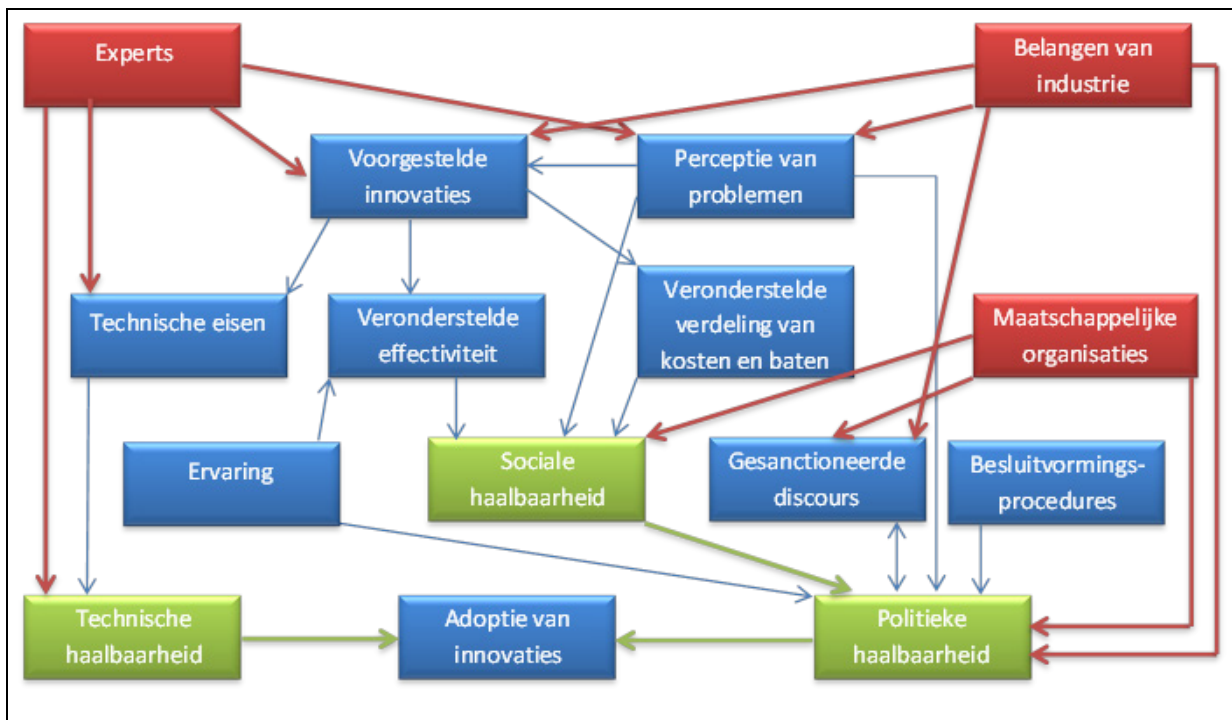 Experts
Belangen van
industrie
Voorgestelde
innovaties
Perceptie van
problemen
Technische eisen
Veronderstelde
effectiviteit
Veronderstelde
verdeling van
kosten en baten
Maatschappelijke
organisaties
Ervaring
Sociale
haalbaarheid
Gesanctioneerde
discours
Besluitvormings-
procedures
Technische
haalbaarheid
Adoptie van
innovaties
Politieke
haalbaarheid